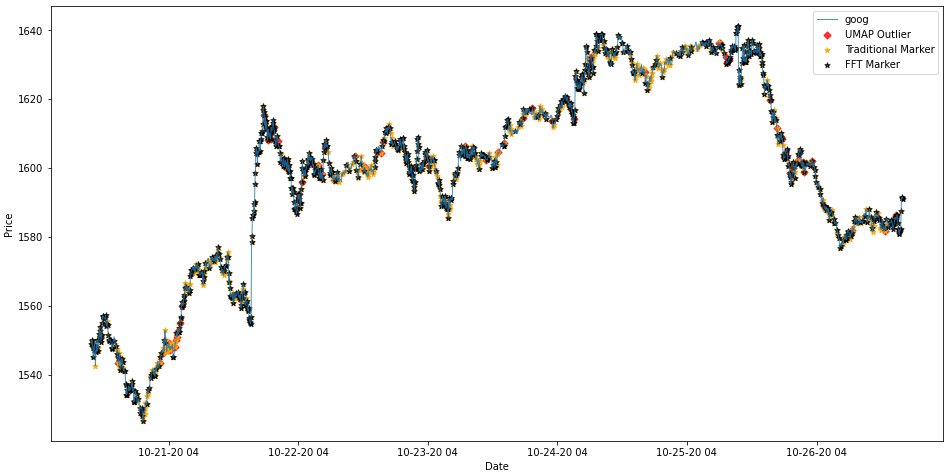 1640
1620
1600
1580
1560
1540
Price
10-21-20 04
10-22-20 04
10-23-20 04
10-24-20 04
10-25-20 04
10-26-20 04
Date
goog
UMAP Outlier
Traditional Marker
FFT Marker